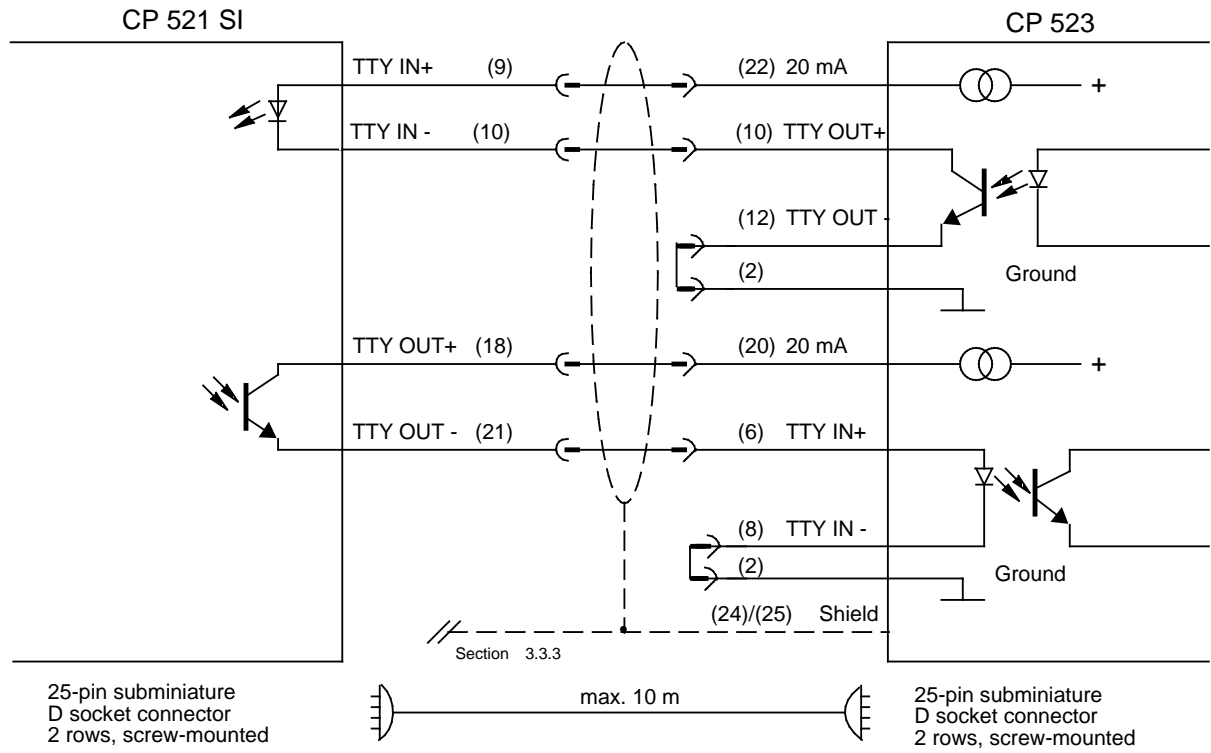 CP 521 SI
CP 523
TTY IN+ (9)
(22) 20 mA
+
TTY IN - (10)
(10) TTY OUT+
(12) TTY OUT -
(2)
Ground
TTY OUT+ (18)
(20) 20 mA
+
TTY OUT - (21)
(6) TTY IN+
(8) TTY IN -
(2)
Ground
(24)/(25) Shield
Section 3.3.3
25-pin subminiature
D socket connector
2 rows, screw-mounted
max. 10 m
25-pin subminiature
D socket connector
2 rows, screw-mounted